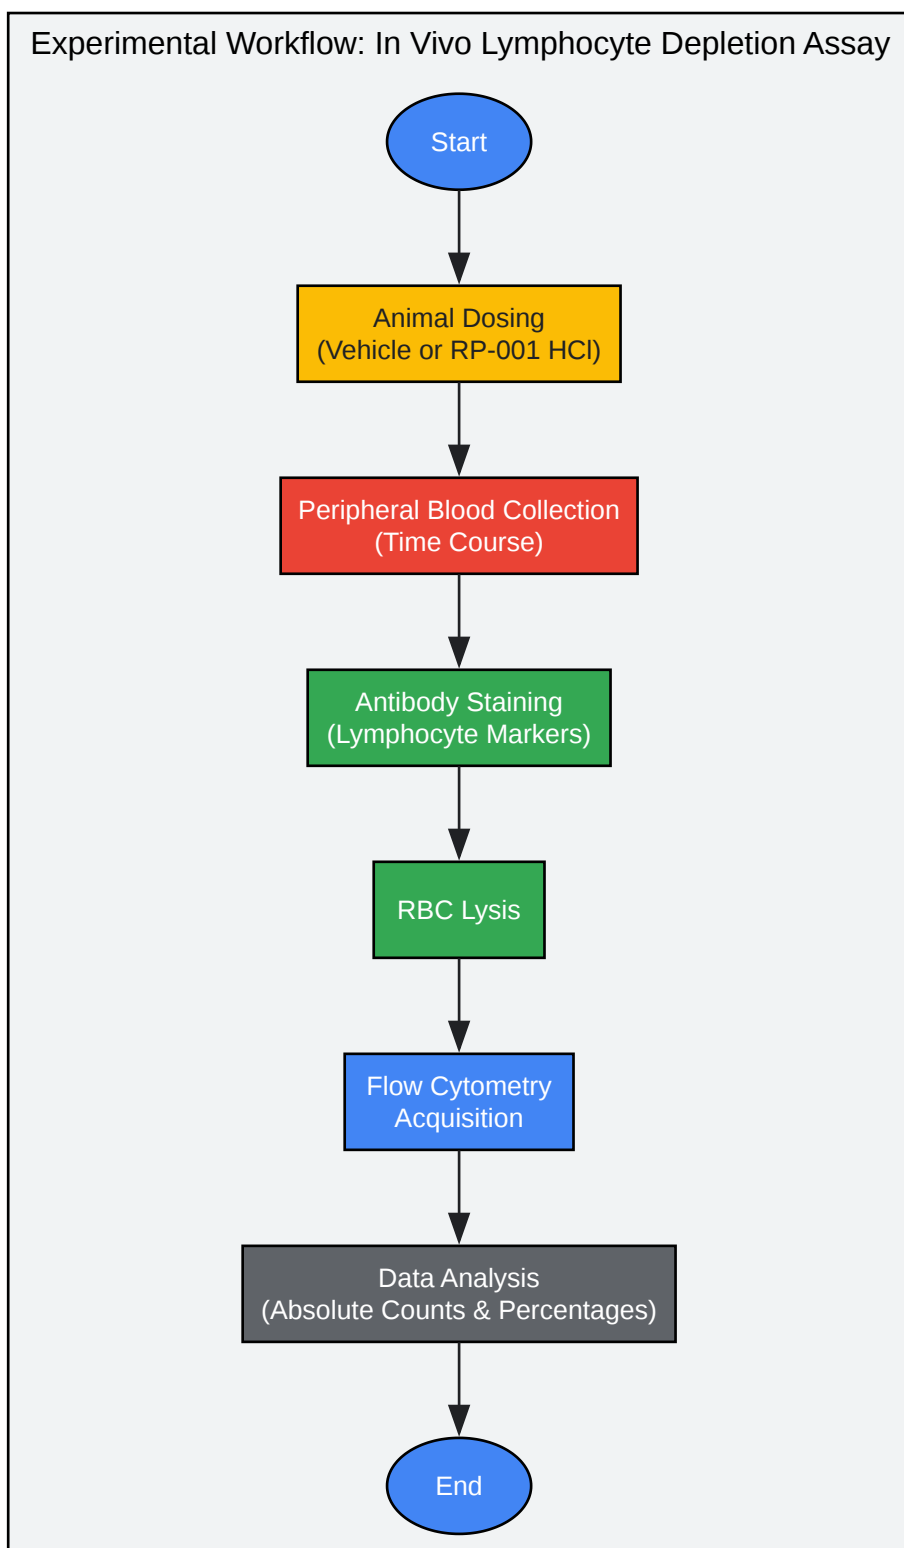 Experimental Workflow: In Vivo Lymphocyte Depletion Assay
Start
Animal Dosing
(Vehicle or RP-001 HCl)
Peripheral Blood Collection
(Time Course)
Antibody Staining
(Lymphocyte Markers)
RBC Lysis
Flow Cytometry
Acquisition
Data Analysis
(Absolute Counts & Percentages)
End